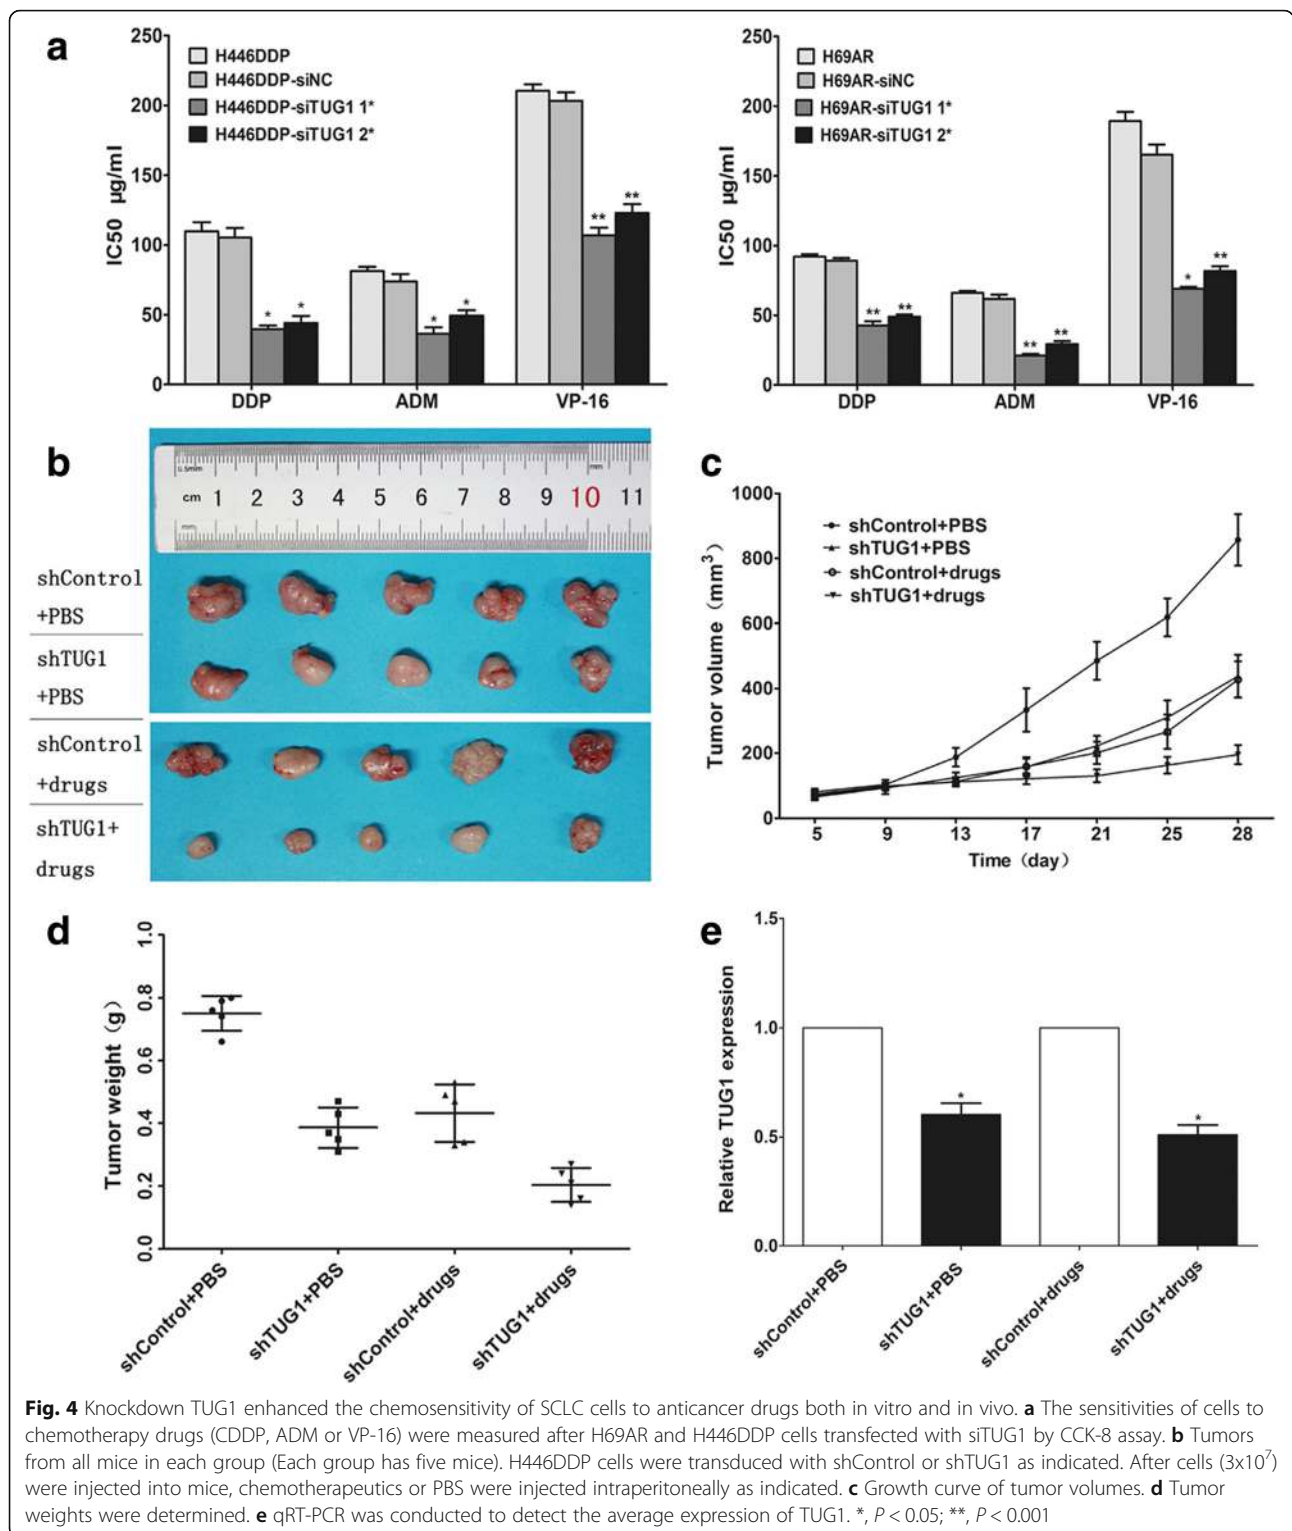 a
250
200
150
100
50
0
IC50 µg/ml
H446DDP
H446DDP-siNC
H446DDP-siTUG1 1*
H446DDP-siTUG1 2*
* * * * ** **
DDP ADM VP-16
250
200
150
100
50
0
IC50 µg/ml
H69AR
H69AR-siNC
H69AR-siTUG1 1*
H69AR-siTUG1 2*
** ** ** ** * **
DDP ADM VP-16
b
0.5mm
mm
cm 1 2 3 4 5 6 7 8 9 10 11
mm
shControl
+PBS
shTUG1
+PBS
shControl
+drugs
shTUG1+
drugs
c
1000
800
600
400
200
0
Tumor volume (mm³)
shControl+PBS
shTUG1+PBS
shControl+drugs
shTUG1+drugs
5 9 13 17 21 25 28
Time (day)
d
1.0
0.8
0.6
0.4
0.2
0.0
Tumor weight (g)
shControl+PBS
shTUG1+PBS
shControl+drugs
shTUG1+drugs
e
1.5
1.0
0.5
0.0
Relative TUG1 expression
* *
shControl+PBS
shTUG1+PBS
shControl+drugs
shTUG1+drugs
Fig. 4 Knockdown TUG1 enhanced the chemosensitivity of SCLC cells to anticancer drugs both in vitro and in vivo. a The sensitivities of cells to
chemotherapy drugs (CDDP, ADM or VP-16) were measured after H69AR and H446DDP cells transfected with siTUG1 by CCK-8 assay. b Tumors
from all mice in each group (Each group has five mice). H446DDP cells were transduced with shControl or shTUG1 as indicated. After cells (3x10⁷)
were injected into mice, chemotherapeutics or PBS were injected intraperitoneally as indicated. c Growth curve of tumor volumes. d Tumor
weights were determined. e qRT-PCR was conducted to detect the average expression of TUG1. *, P < 0.05; **, P < 0.001